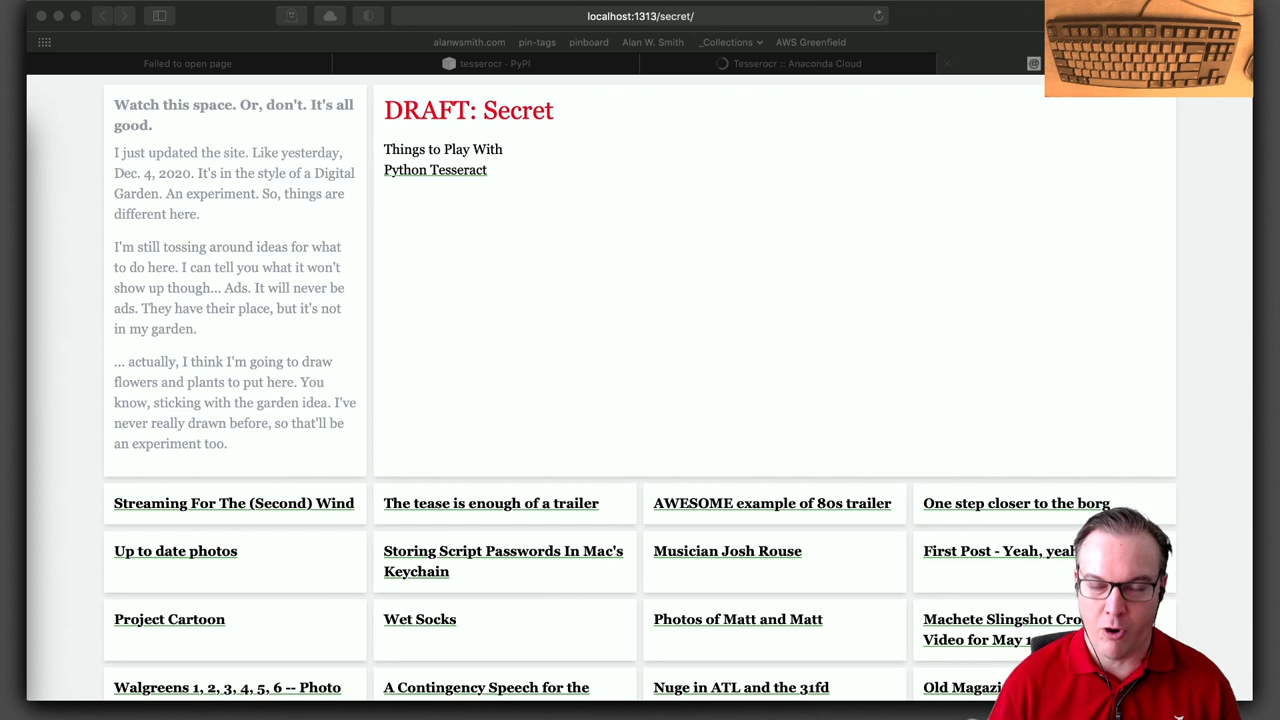 localhost:1313/secret/
alanwsmith.com pin-tags pinboard Alan W. Smith _Collections AWS Greenfield
Failed to open page tesserocr · PyPI Tesserocr :: Anaconda Cloud
Watch this space. Or, don't. It's all
good.
I just updated the site. Like yesterday,
Dec. 4, 2020. It's in the style of a Digital
Garden. An experiment. So, things are
different here.
I'm still tossing around ideas for what
to do here. I can tell you what it won't
show up though... Ads. It will never be
ads. They have their place, but it's not
in my garden.
... actually, I think I'm going to draw
flowers and plants to put here. You
know, sticking with the garden idea. I've
never really drawn before, so that'll be
an experiment too.
DRAFT: Secret
Things to Play With
Python Tesseract
Streaming For The (Second) Wind
The tease is enough of a trailer
AWESOME example of 80s trailer
One step closer to the borg
Up to date photos
Storing Script Passwords In Mac's
Keychain
Musician Josh Rouse
First Post - Yeah, yeah
Project Cartoon
Wet Socks
Photos of Matt and Matt
Machete Slingshot Cro
Video for May 1
Walgreens 1, 2, 3, 4, 5, 6 -- Photo
A Contingency Speech for the
Nuge in ATL and the 31fd
Old Magazi